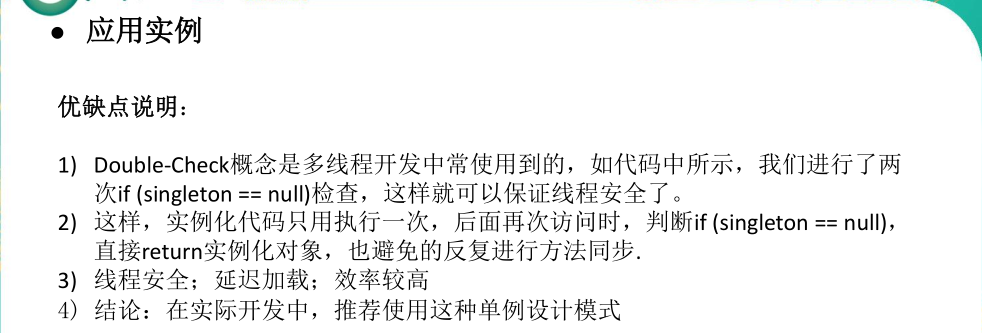 ● 应用实例
优缺点说明：
1) Double-Check概念是多线程开发中常使用到的，如代码中所示，我们进行了两
次if (singleton == null)检查，这样就可以保证线程安全了。
2) 这样，实例化代码只用执行一次，后面再次访问时，判断if (singleton == null)，
直接return实例化对象，也避免的反复进行方法同步.
3) 线程安全；延迟加载；效率较高
4) 结论：在实际开发中，推荐使用这种单例设计模式